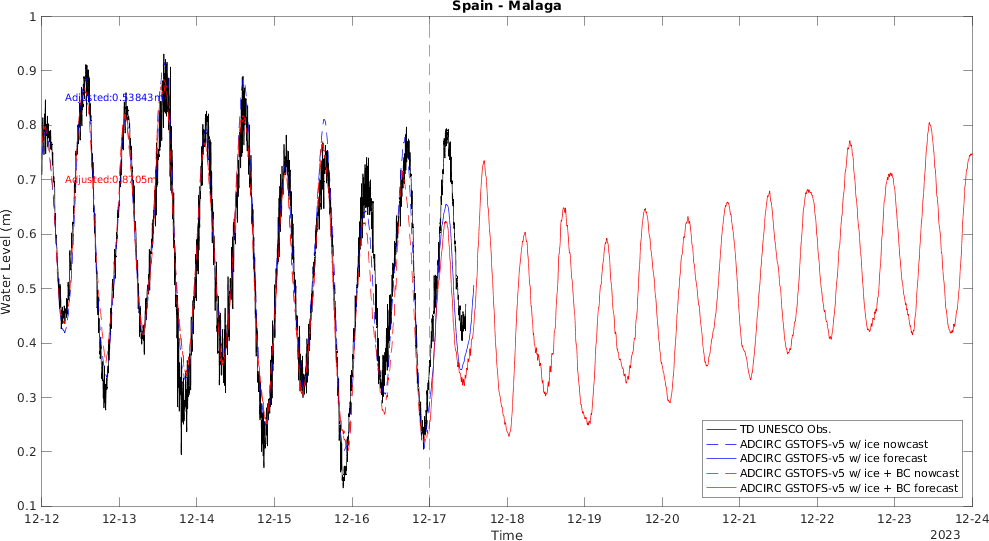 Spain - Malaga
Water Level (m)
1
0.9
0.8
0.7
0.6
0.5
0.4
0.3
0.2
0.1
Adjusted:0.53843m
Adjusted:0.8705m
TD UNESCO Obs.
ADCIRC GSTOFS-v5 w/ ice nowcast
ADCIRC GSTOFS-v5 w/ ice forecast
ADCIRC GSTOFS-v5 w/ ice + BC nowcast
ADCIRC GSTOFS-v5 w/ ice + BC forecast
12-12 12-13 12-14 12-15 12-16 12-17 12-18 12-19 12-20 12-21 12-22 12-23 12-24
Time
2023